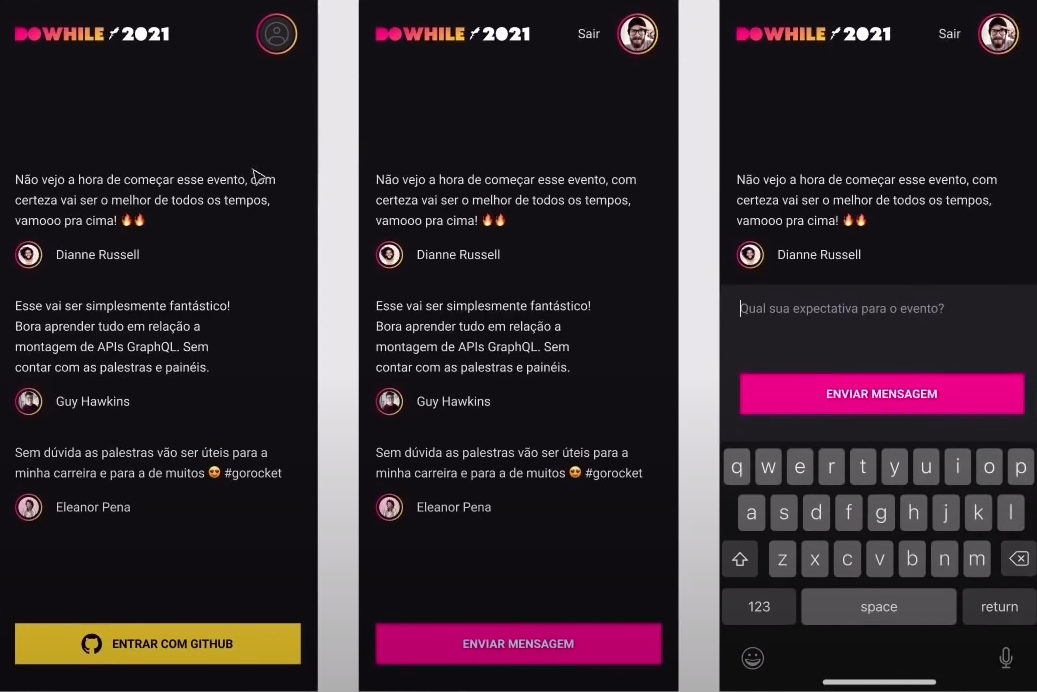 DOWHILE 2021
Não vejo a hora de começar esse evento, com
certeza vai ser o melhor de todos os tempos,
vamooo pra cima! 🔥🔥
Dianne Russell
Esse vai ser simplesmente fantástico!
Bora aprender tudo em relação a
montagem de APIs GraphQL. Sem
contar com as palestras e painéis.
Guy Hawkins
Sem dúvida as palestras vão ser úteis para a
minha carreira e para a de muitos 😍 #gorocket
Eleanor Pena
ENTRAR COM GITHUB
DOWHILE 2021
Sair
Não vejo a hora de começar esse evento, com
certeza vai ser o melhor de todos os tempos,
vamooo pra cima! 🔥🔥
Dianne Russell
Esse vai ser simplesmente fantástico!
Bora aprender tudo em relação a
montagem de APIs GraphQL. Sem
contar com as palestras e painéis.
Guy Hawkins
Sem dúvida as palestras vão ser úteis para a
minha carreira e para a de muitos 😍 #gorocket
Eleanor Pena
ENVIAR MENSAGEM
DOWHILE 2021
Sair
Não vejo a hora de começar esse evento, com
certeza vai ser o melhor de todos os tempos,
vamooo pra cima! 🔥🔥
Dianne Russell
Qual sua expectativa para o evento?
ENVIAR MENSAGEM
q w e r t y u i o p
a s d f g h j k l
z x c v b n m
123 space return